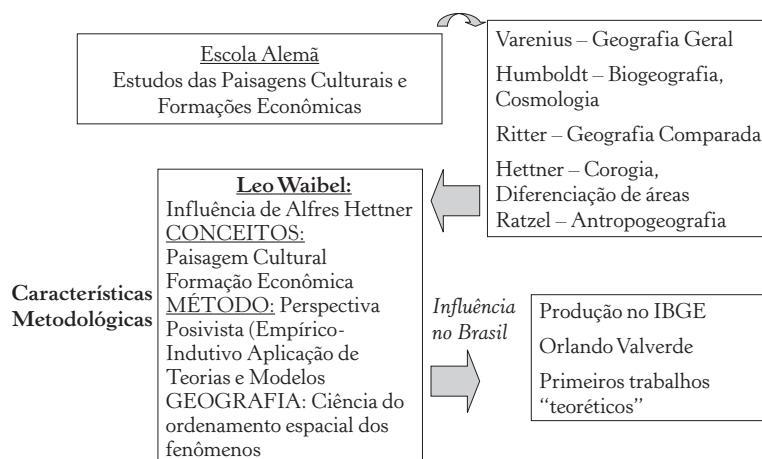 Escola Alemã
Estudos das Paisagens Culturais e
Formações Econômicas
Varenius – Geografia Geral
Humboldt – Biogeografia,
Cosmologia
Ritter – Geografia Comparada
Hettner – Corogia,
Diferenciação de áreas
Ratzel – Antropogeografia
Características
Metodológicas
Leo Waibel:
Influência de Alfres Hettner
CONCEITOS:
Paisagem Cultural
Formação Econômica
MÉTODO: Perspectiva
Posivista (Empírico-
Indutivo Aplicação de
Teorias e Modelos
GEOGRAFIA: Ciência do
ordenamento espacial dos
fenômenos
Influência
no Brasil
Produção no IBGE
Orlando Valverde
Primeiros trabalhos
“teoréticos”